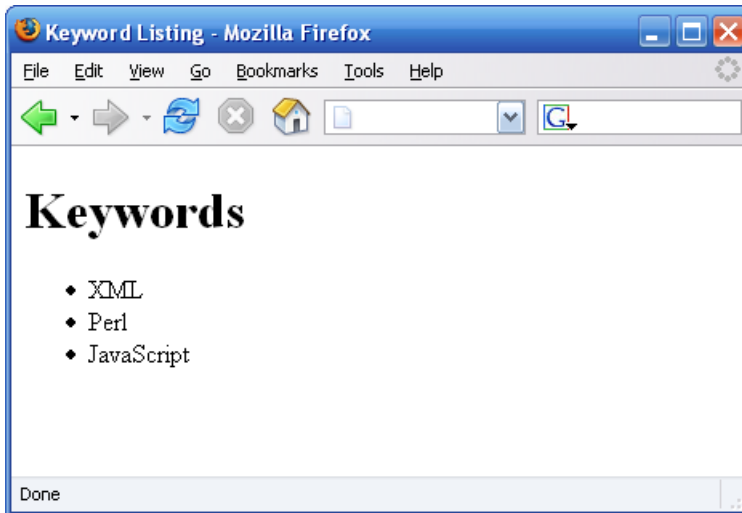 Keyword Listing - Mozilla Firefox
File Edit View Go Bookmarks Tools Help
G
Keywords
• XML
• Perl
• JavaScript
Done